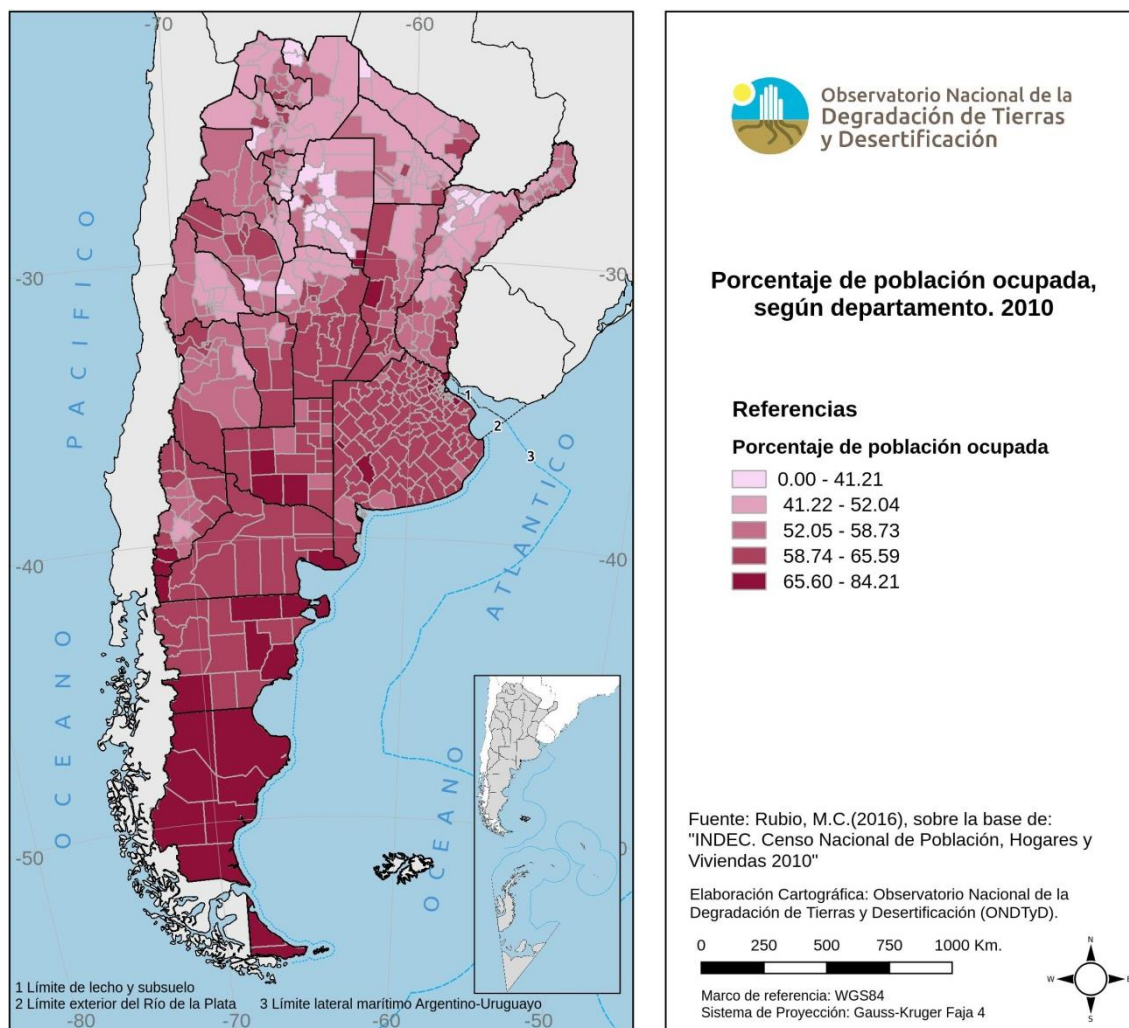 -70
-60
-30
-30
-40
-40
-50
0
-80
-70
-60
-50
OCEANO PACIFICO
OCEANO ATLANTICO
1
2
3
1 Límite de lecho y subsuelo
2 Límite exterior del Río de la Plata 3 Límite lateral marítimo Argentino-Uruguayo
Observatorio Nacional de la
Degradación de Tierras
y Desertificación
Porcentaje de población ocupada,
según departamento. 2010
Referencias
Porcentaje de población ocupada
0.00 - 41.21
41.22 - 52.04
52.05 - 58.73
58.74 - 65.59
65.60 - 84.21
Fuente: Rubio, M.C.(2016), sobre la base de:
"INDEC. Censo Nacional de Población, Hogares y
Viviendas 2010"
Elaboración Cartográfica: Observatorio Nacional de la
Degradación de Tierras y Desertificación (ONDTyD).
0 250 500 750 1000 Km.
Marco de referencia: WGS84
Sistema de Proyección: Gauss-Kruger Faja 4
N
W E
S